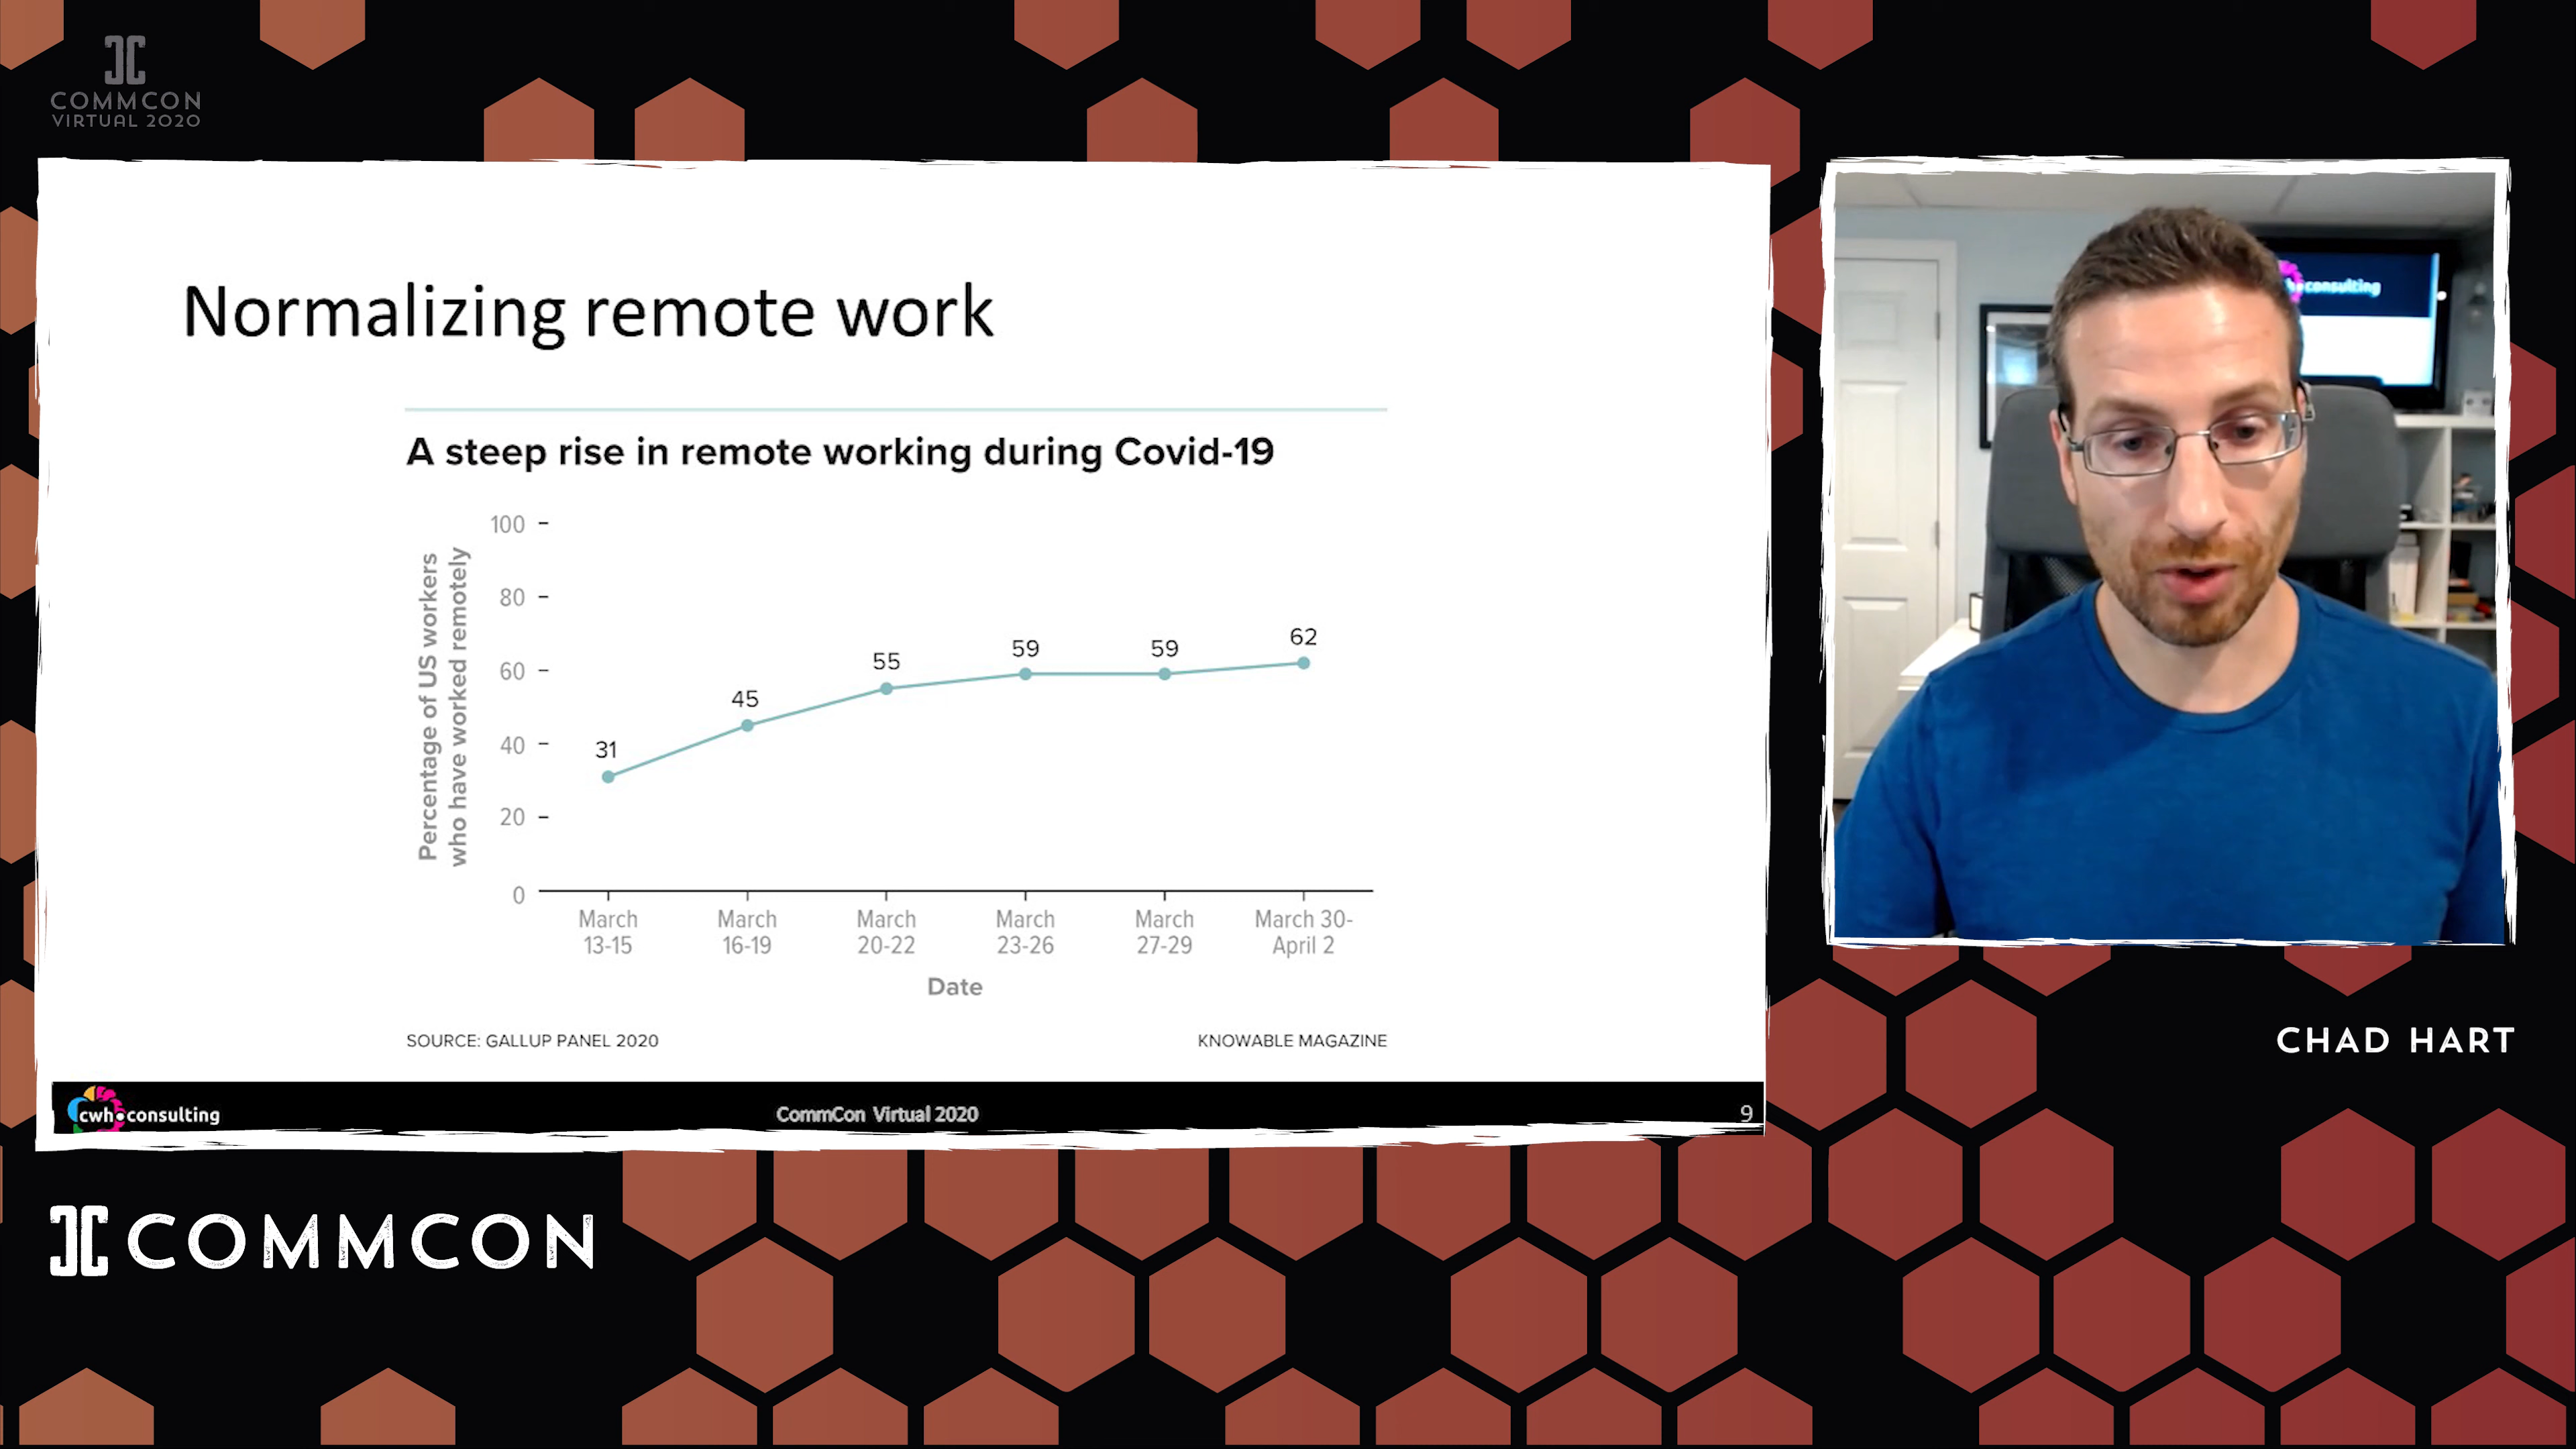 COMMCON
VIRTUAL 2020
Normalizing remote work
A steep rise in remote working during Covid-19
Percentage of US workers
who have worked remotely
100
80
60
40
20
0
31
45
55
59
59
62
March
13-15
March
16-19
March
20-22
March
23-26
March
27-29
March 30-
April 2
Date
SOURCE: GALLUP PANEL 2020
KNOWABLE MAGAZINE
cwh consulting
CommCon Virtual 2020
9
consulting
CHAD HART
COMMCON